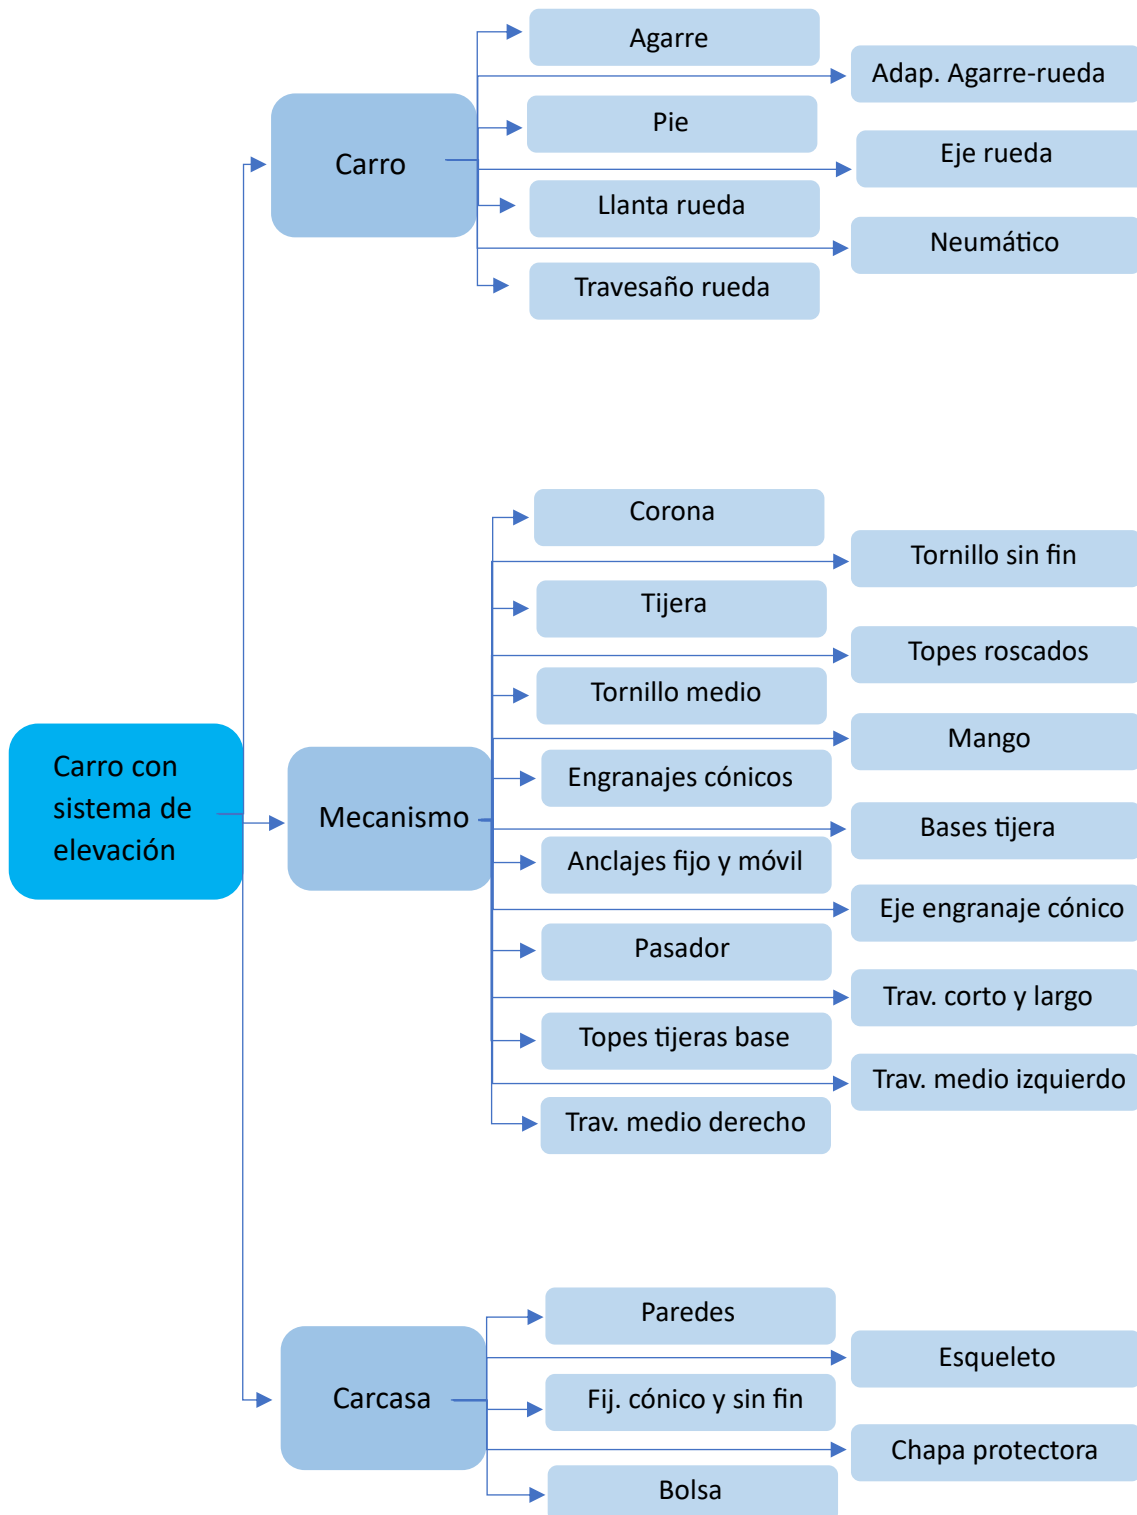 Agarre
Adap. Agarre-rueda
Pie
Carro
Eje rueda
Llanta rueda
Neumático
Travesaño rueda
Corona
Tornillo sin fin
Tijera
Topes roscados
Tornillo medio
Mango
Carro con
sistema de
elevación
Mecanismo
Engranajes cónicos
Bases tijera
Anclajes fijo y móvil
Eje engranaje cónico
Pasador
Trav. corto y largo
Topes tijeras base
Trav. medio izquierdo
Trav. medio derecho
Paredes
Esqueleto
Carcasa
Fij. cónico y sin fin
Chapa protectora
Bolsa